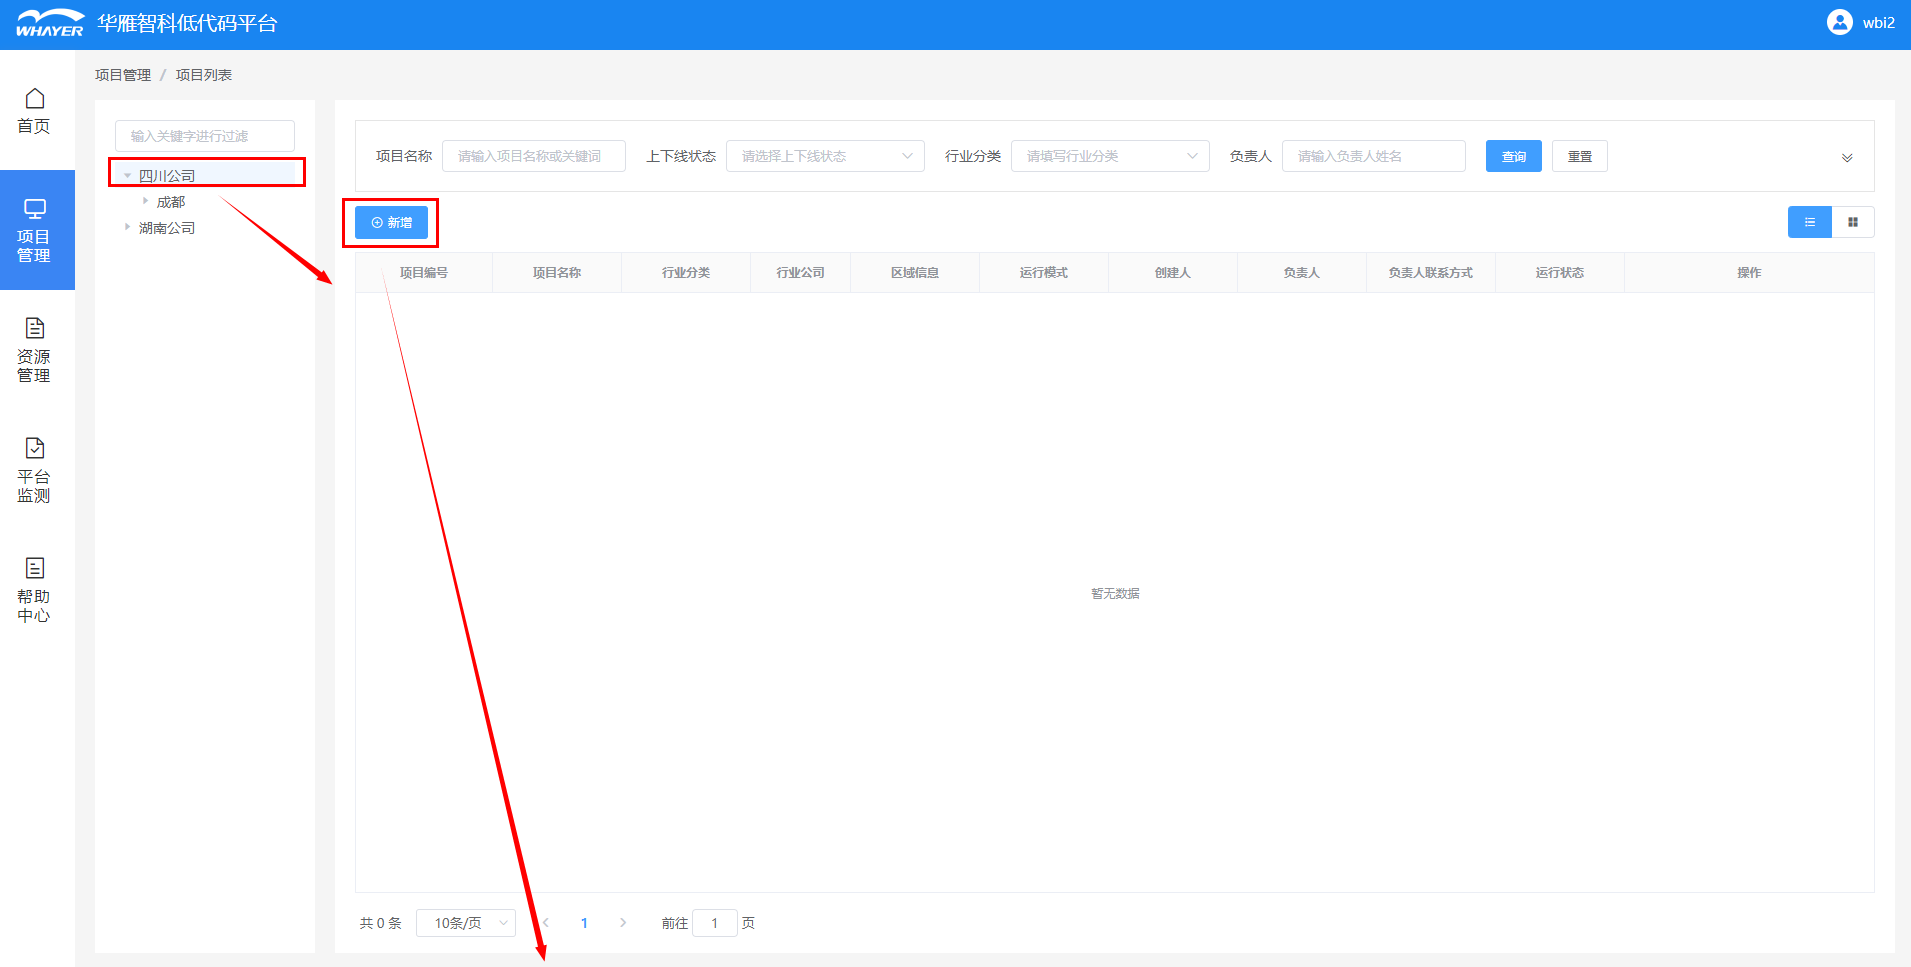 WHAYER 华雁智科低代码平台
wbi2
项目管理 / 项目列表
首页
项目
管理
资源
管理
平台
监测
帮助
中心
输入关键字进行过滤
四川公司
成都
湖南公司
项目名称 请输入项目名称或关键词 上下线状态 请选择上下线状态 行业分类 请填写行业分类 负责人 请输入负责人姓名 查询 重置
新增
项目编号 项目名称 行业分类 行业公司 区域信息 运行模式 创建人 负责人 负责人联系方式 运行状态 操作
暂无数据
共 0 条 10条/页 1 前往 1 页